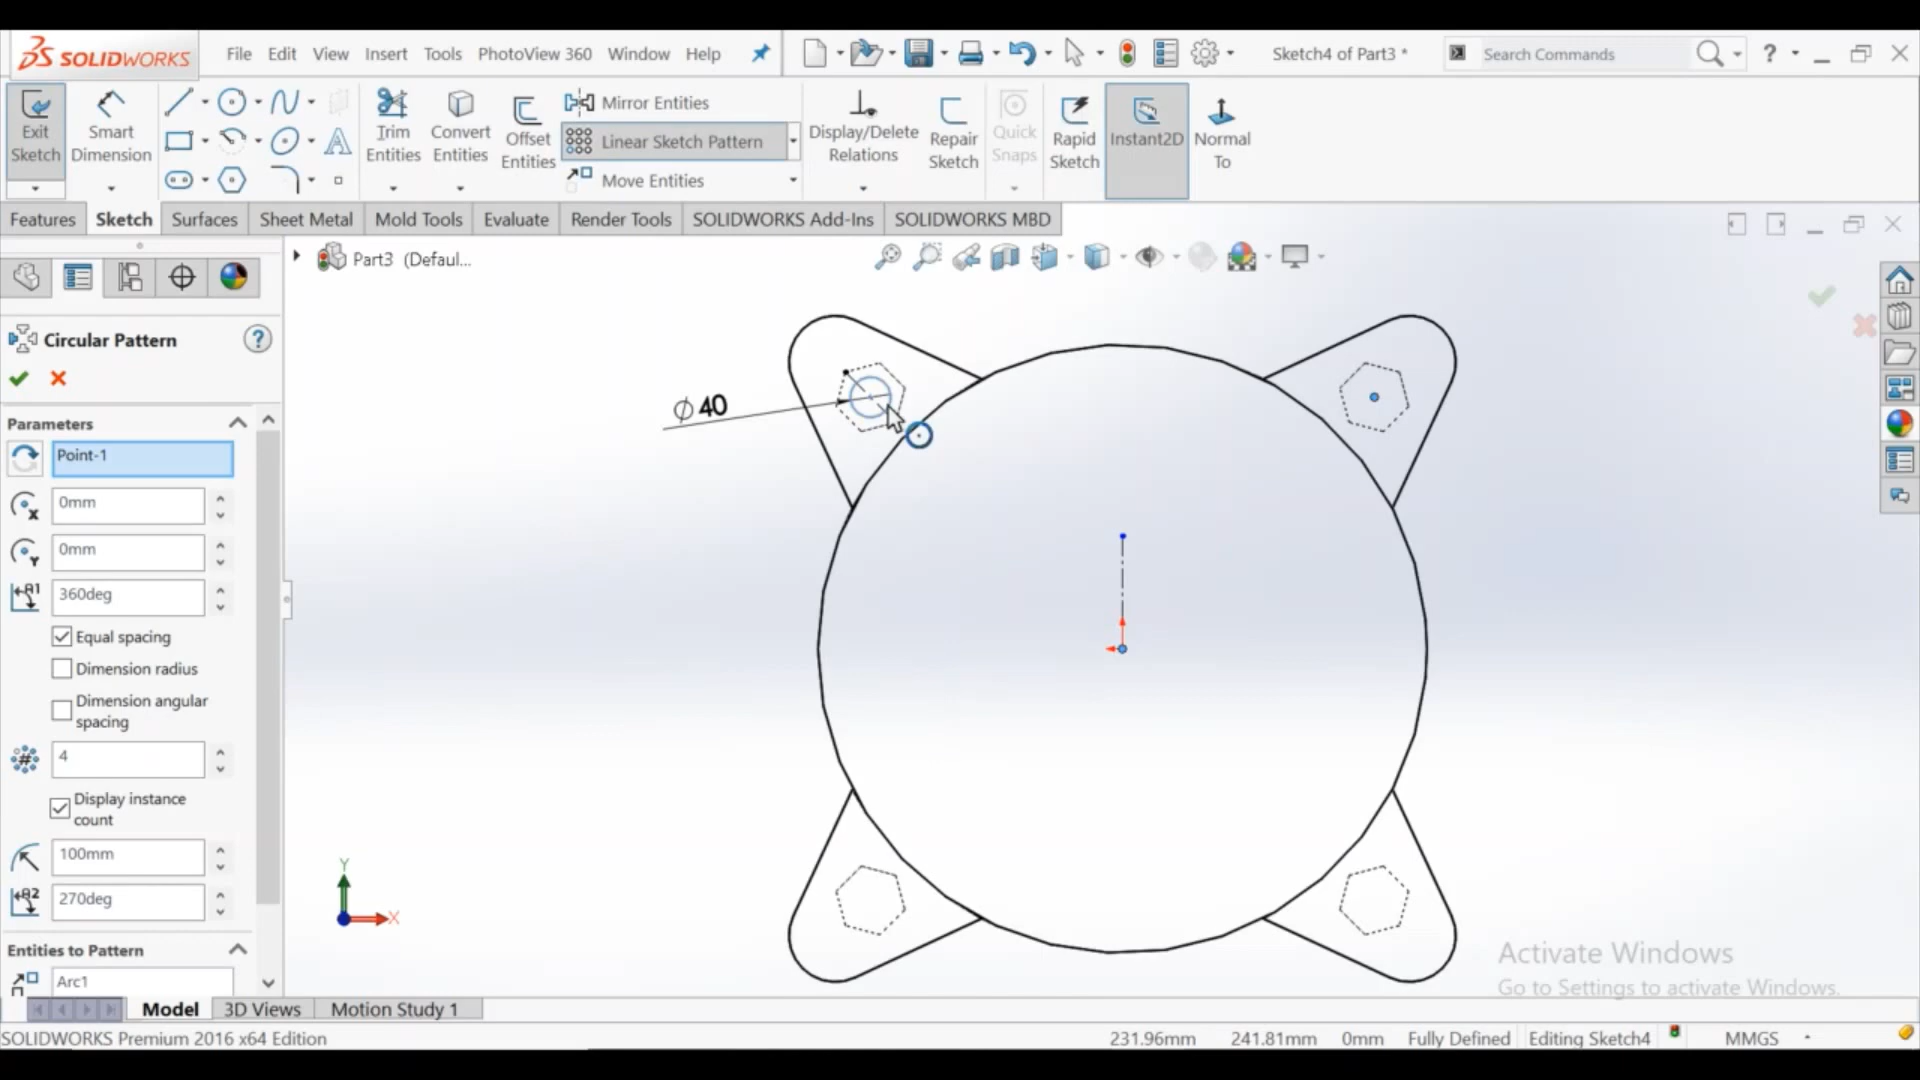 SOLIDWORKS
File Edit View Insert Tools PhotoView 360 Window Help
Sketch4 of Part3 *
Search Commands
?
Exit Sketch
Smart Dimension
Trim Entities
Convert Entities
Offset Entities
Mirror Entities
Linear Sketch Pattern
Move Entities
Display/Delete Relations
Repair Sketch
Quick Snaps
Rapid Sketch
Instant2D
Normal To
Features Sketch Surfaces Sheet Metal Mold Tools Evaluate Render Tools SOLIDWORKS Add-Ins SOLIDWORKS MBD
Part3 (Defaul...
Circular Pattern
?
Parameters
Point-1
0mm
0mm
360deg
Equal spacing
Dimension radius
Dimension angular
spacing
4
Display instance
count
100mm
270deg
Entities to Pattern
Arc1
∅40
Y
X
Activate Windows
Go to Settings to activate Windows.
Model 3D Views Motion Study 1
SOLIDWORKS Premium 2016 x64 Edition
231.96mm 241.81mm 0mm Fully Defined Editing Sketch4 MMGS -